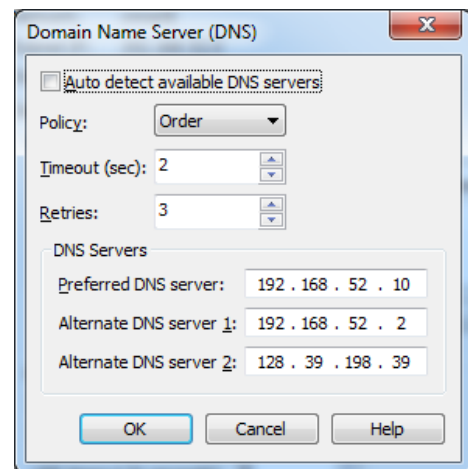 Domain Name Server (DNS)
Auto detect available DNS servers
Policy: Order
Timeout (sec): 2
Retries: 3
DNS Servers
Preferred DNS server: 192 . 168 . 52 . 10
Alternate DNS server 1: 192 . 168 . 52 . 2
Alternate DNS server 2: 128 . 39 . 198 . 39
OK Cancel Help